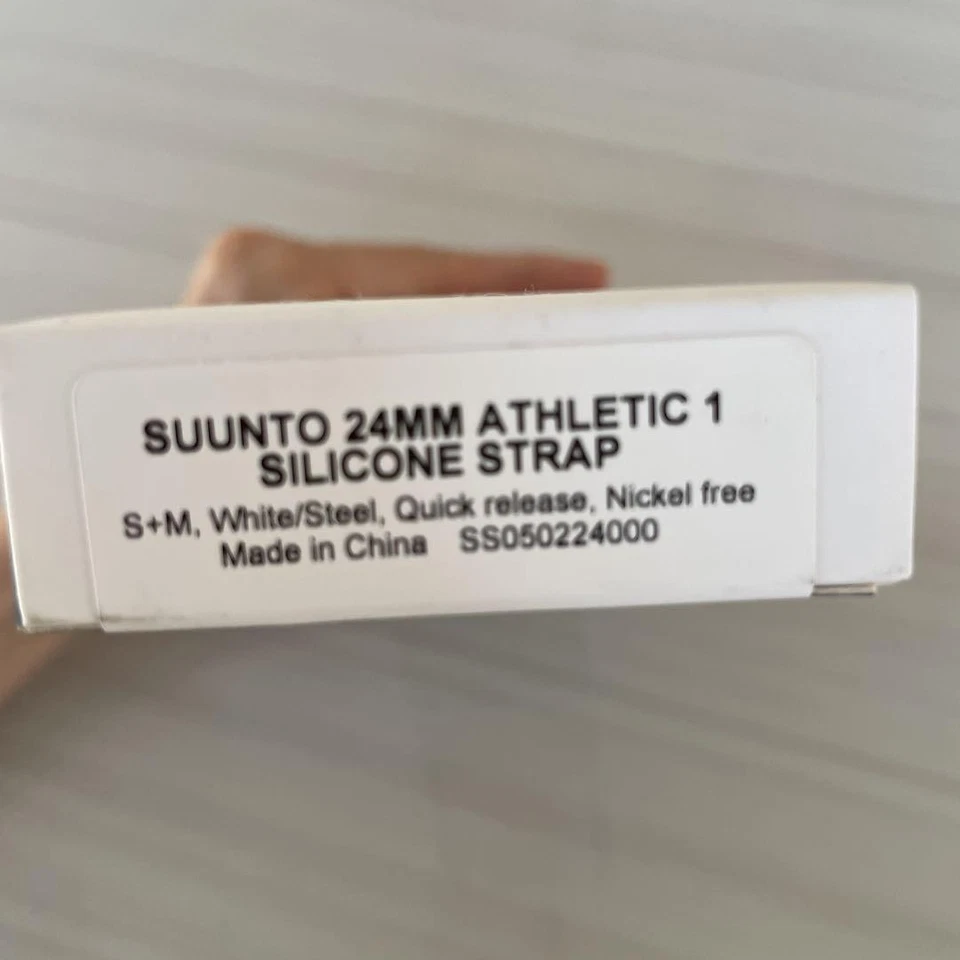 SUUNTO 24MM ATHLETIC 1
SILICONE STRAP
S+M, White/Steel, Quick release, Nickel free
Made in China SS050224000